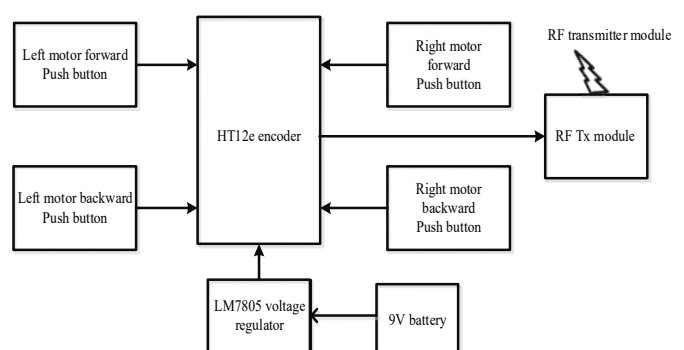 Left motor forward
Push button
HT12e encoder
Right motor
forward
Push button
RF transmitter module
RF Tx module
Left motor backward
Push button
Right motor
backward
Push button
LM7805 voltage
regulator
9V battery